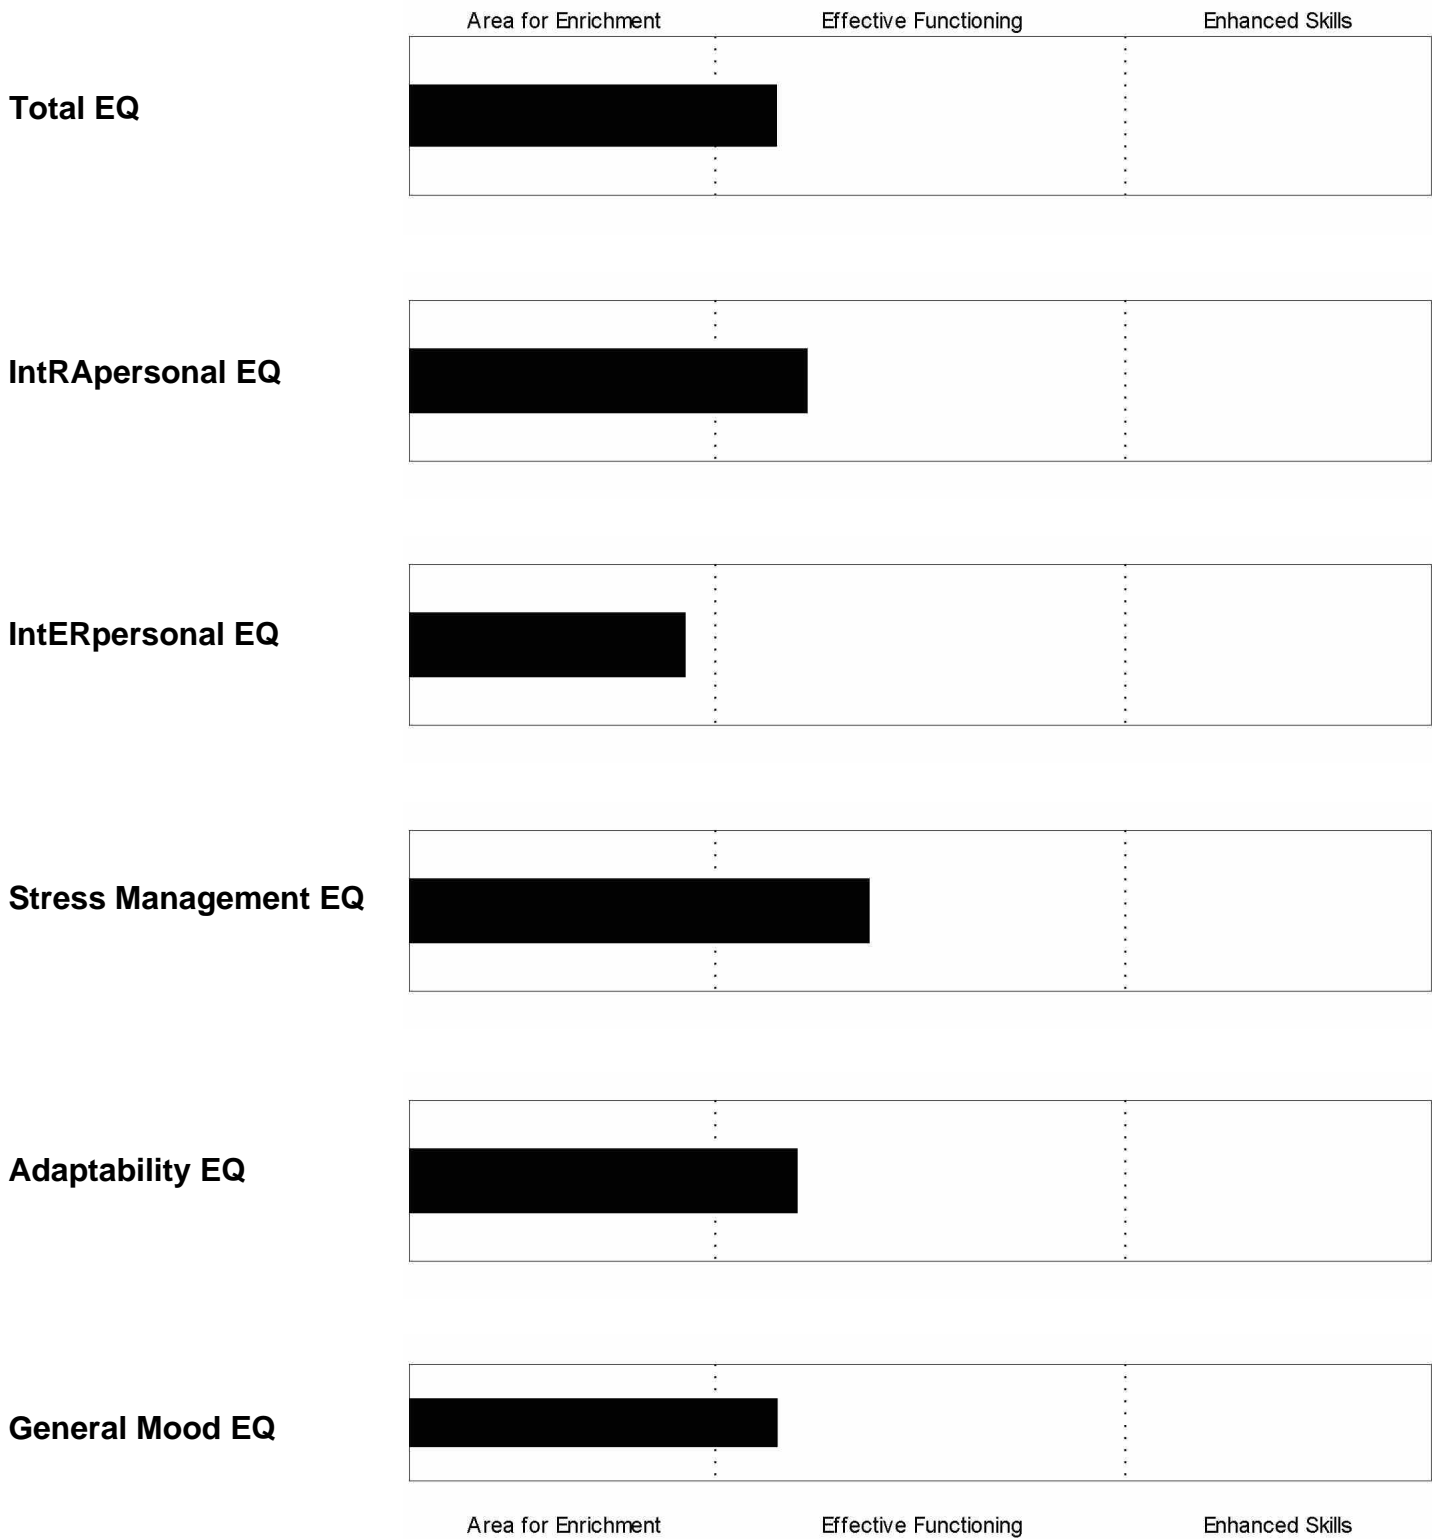 Area for Enrichment Effective Functioning Enhanced Skills
Total EQ
IntRApersonal EQ
IntERpersonal EQ
Stress Management EQ
Adaptability EQ
General Mood EQ
Area for Enrichment Effective Functioning Enhanced Skills